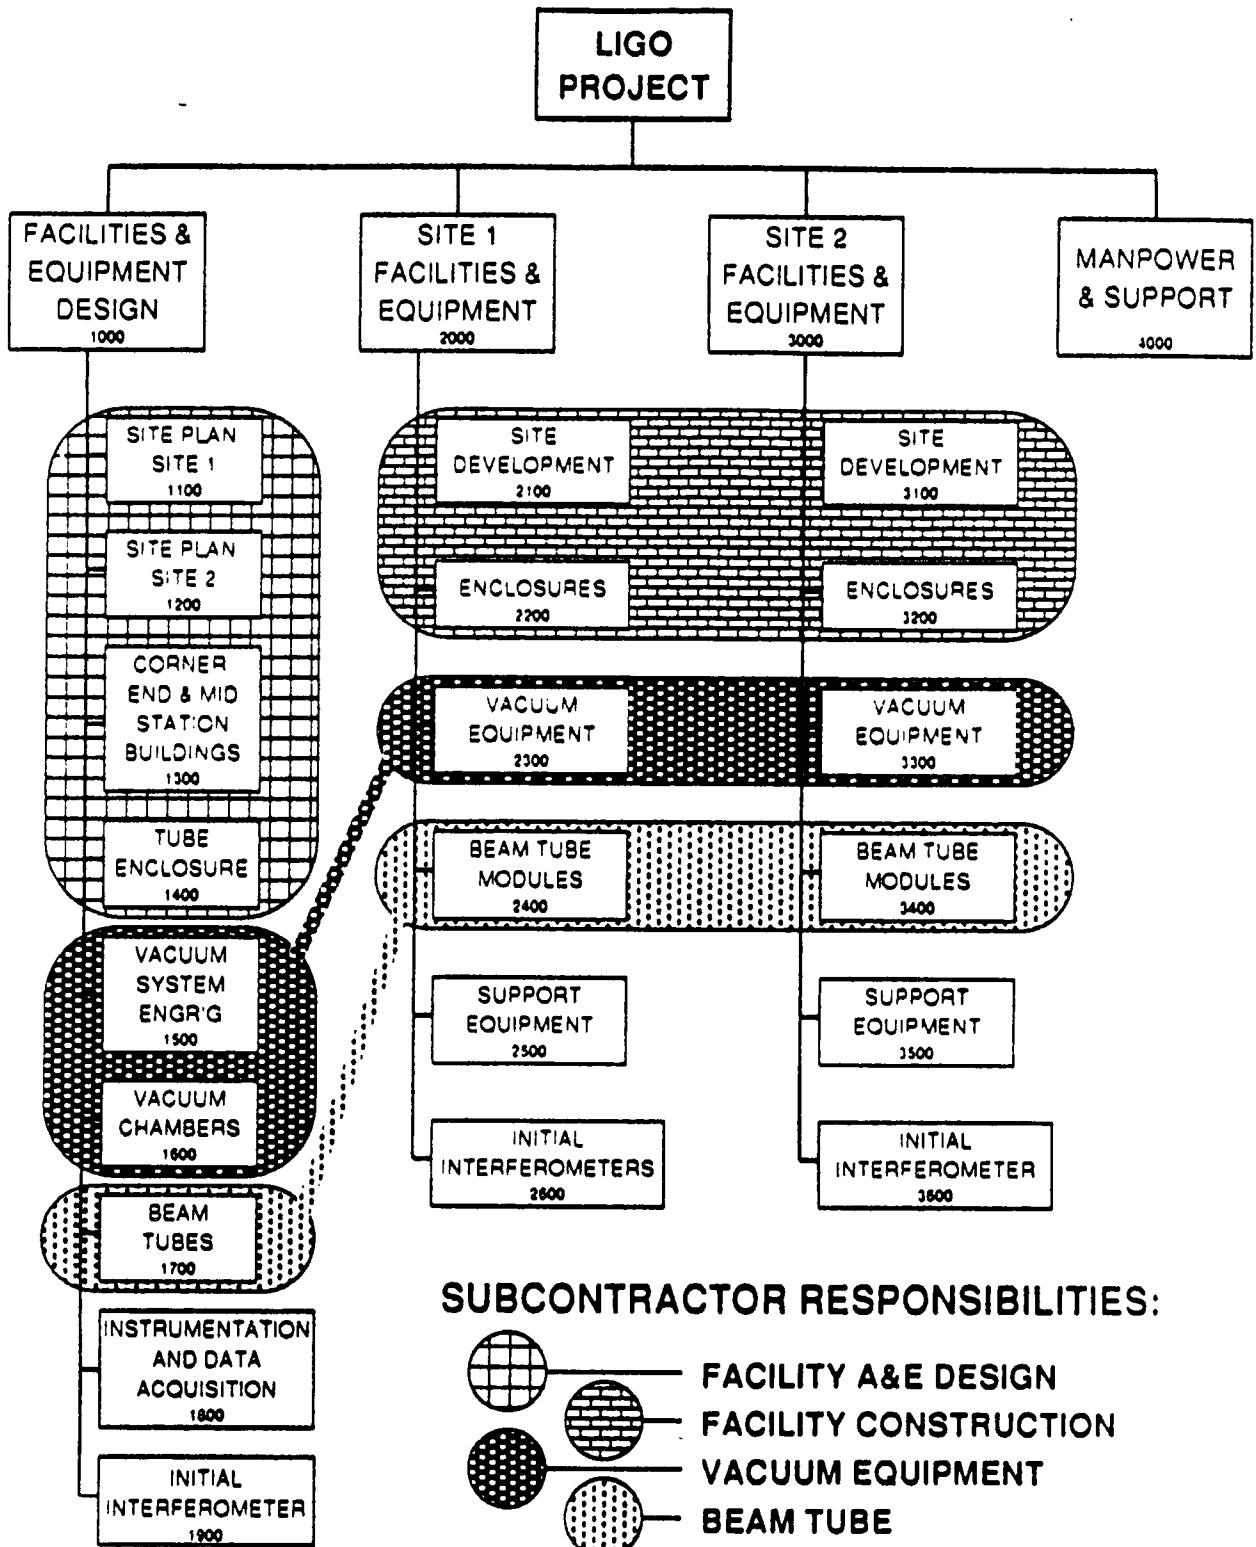 LIGO
PROJECT
FACILITIES &
EQUIPMENT
DESIGN
1000
SITE 1
FACILITIES &
EQUIPMENT
2000
SITE 2
FACILITIES &
EQUIPMENT
3000
MANPOWER
& SUPPORT
4000
SITE PLAN
SITE 1
1100
SITE PLAN
SITE 2
1200
CORNER
END & MID
STATION
BUILDINGS
1300
TUBE
ENCLOSURE
1400
VACUUM
SYSTEM
ENGR'G
1500
VACUUM
CHAMBERS
1600
BEAM
TUBES
1700
INSTRUMENTATION
AND DATA
ACQUISITION
1800
INITIAL
INTERFEROMETER
1900
SITE
DEVELOPMENT
2100
ENCLOSURES
2200
VACUUM
EQUIPMENT
2300
BEAM TUBE
MODULES
2400
SUPPORT
EQUIPMENT
2500
INITIAL
INTERFEROMETERS
2600
SITE
DEVELOPMENT
3100
ENCLOSURES
3200
VACUUM
EQUIPMENT
3300
BEAM TUBE
MODULES
3400
SUPPORT
EQUIPMENT
3500
INITIAL
INTERFEROMETER
3600
SUBCONTRACTOR RESPONSIBILITIES:
FACILITY A&E DESIGN
FACILITY CONSTRUCTION
VACUUM EQUIPMENT
BEAM TUBE